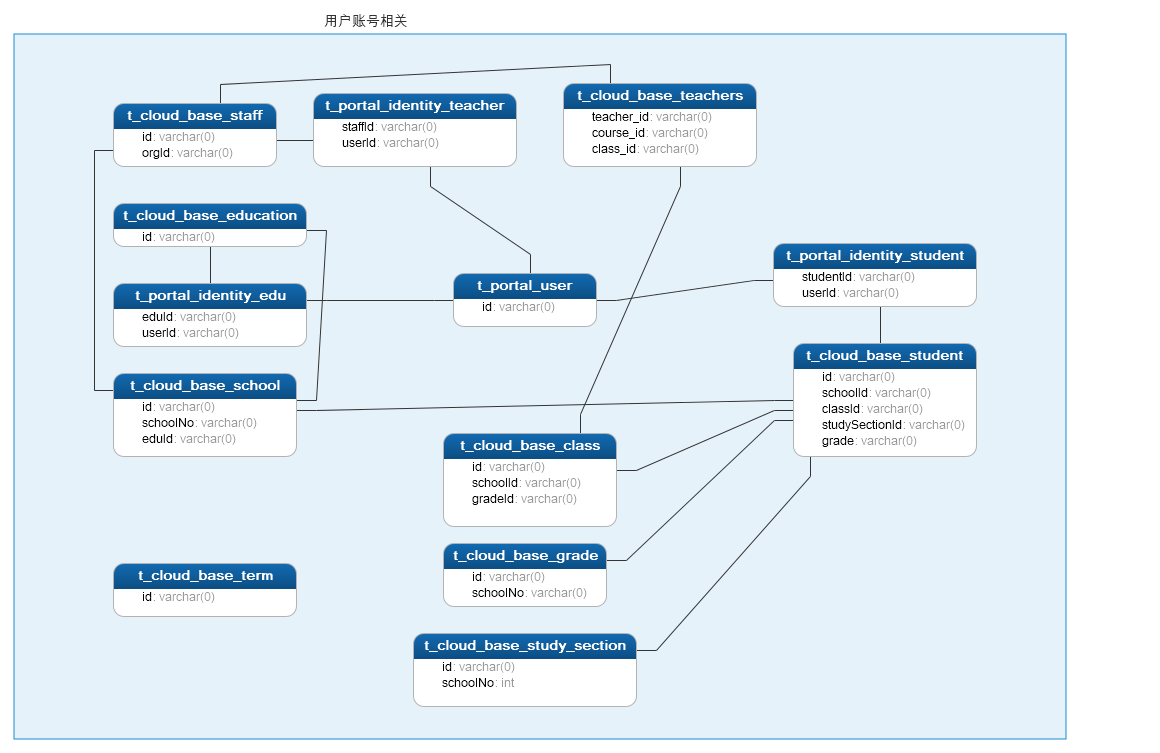 用户账号相关
t_cloud_base_staff
id: varchar(0)
orgId: varchar(0)
t_portal_identity_teacher
staffId: varchar(0)
userId: varchar(0)
t_cloud_base_teachers
teacher_id: varchar(0)
course_id: varchar(0)
class_id: varchar(0)
t_cloud_base_education
id: varchar(0)
t_portal_identity_edu
eduId: varchar(0)
userId: varchar(0)
t_portal_user
id: varchar(0)
t_portal_identity_student
studentId: varchar(0)
userId: varchar(0)
t_cloud_base_school
id: varchar(0)
schoolNo: varchar(0)
eduId: varchar(0)
t_cloud_base_student
id: varchar(0)
schoolId: varchar(0)
classId: varchar(0)
studySectionId: varchar(0)
grade: varchar(0)
t_cloud_base_class
id: varchar(0)
schoolId: varchar(0)
gradeId: varchar(0)
t_cloud_base_grade
id: varchar(0)
schoolNo: varchar(0)
t_cloud_base_term
id: varchar(0)
t_cloud_base_study_section
id: varchar(0)
schoolNo: int